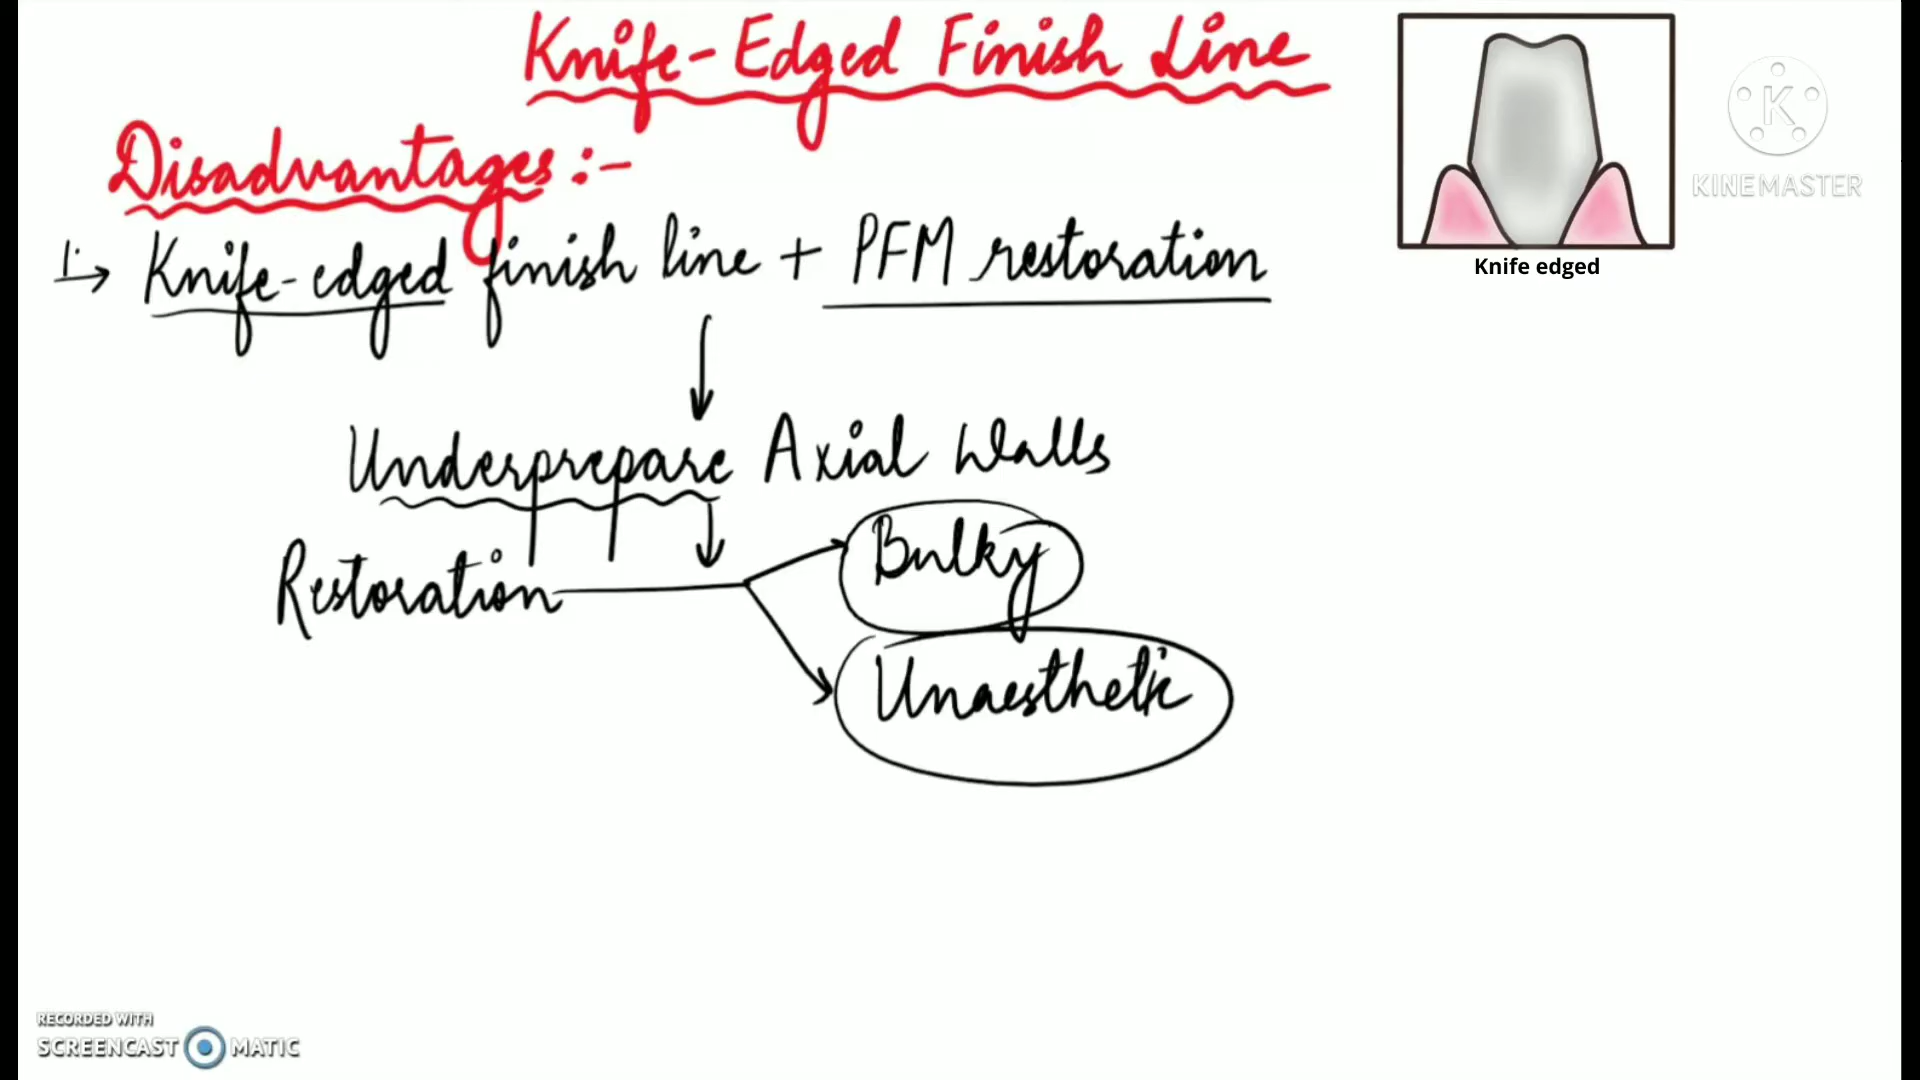 Knife-Edged Finish Line
Disadvantages:-
1. → Knife-edged finish line + PFM restoration
Underprepare Axial Walls
Restoration
Bulky
Unaesthetic
Knife edged
K
KINEMASTER
RECORDED WITH
SCREENCAST MATIC